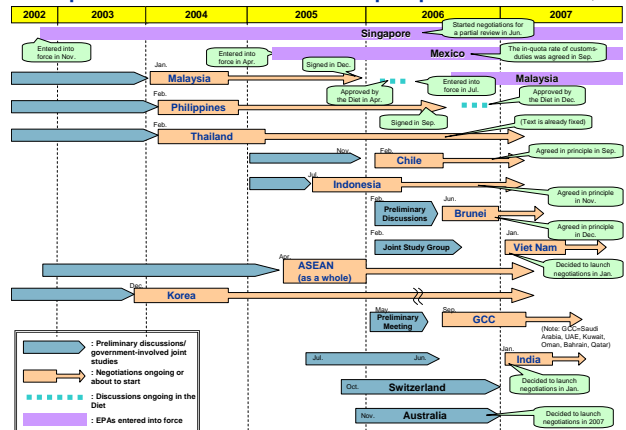 2002 2003 2004 2005 2006 2007
Singapore
Started negotiations for
a partial review in Jun.
Entered into
force in Nov.
Entered into
force in Apr.
Mexico
The in-quota rate of customs-
duties was agreed in Sep.
Signed in Dec.
Jan.
Malaysia
Approved by
the Diet in Apr.
Entered into
force in Jul.
Malaysia
Feb.
Philippines
Signed in Sep.
Approved by
the Diet in Dec.
Feb.
Thailand
(Text is already fixed)
Nov.
Feb.
Chile
Agreed in principle in Sep.
Jul.
Indonesia
Agreed in principle
in Nov.
Feb.
Preliminary
Discussions
Jun.
Brunei
Agreed in principle
in Dec.
Feb.
Joint Study Group
Jan.
Viet Nam
Decided to launch
negotiations in Jan.
Apr.
ASEAN
(as a whole)
Dec.
Korea
May.
Preliminary
Meeting
Sep.
GCC
(Note: GCC=Saudi
Arabia, UAE, Kuwait,
Oman, Bahrain, Qatar)
Jul.
Jun.
Jan.
India
Decided to launch
negotiations in Jan.
Oct.
Switzerland
Nov.
Australia
Decided to launch
negotiations in 2007
: Preliminary discussions/
government-involved joint
studies
: Negotiations ongoing or
about to start
: Discussions ongoing in the
Diet
: EPAs entered into force